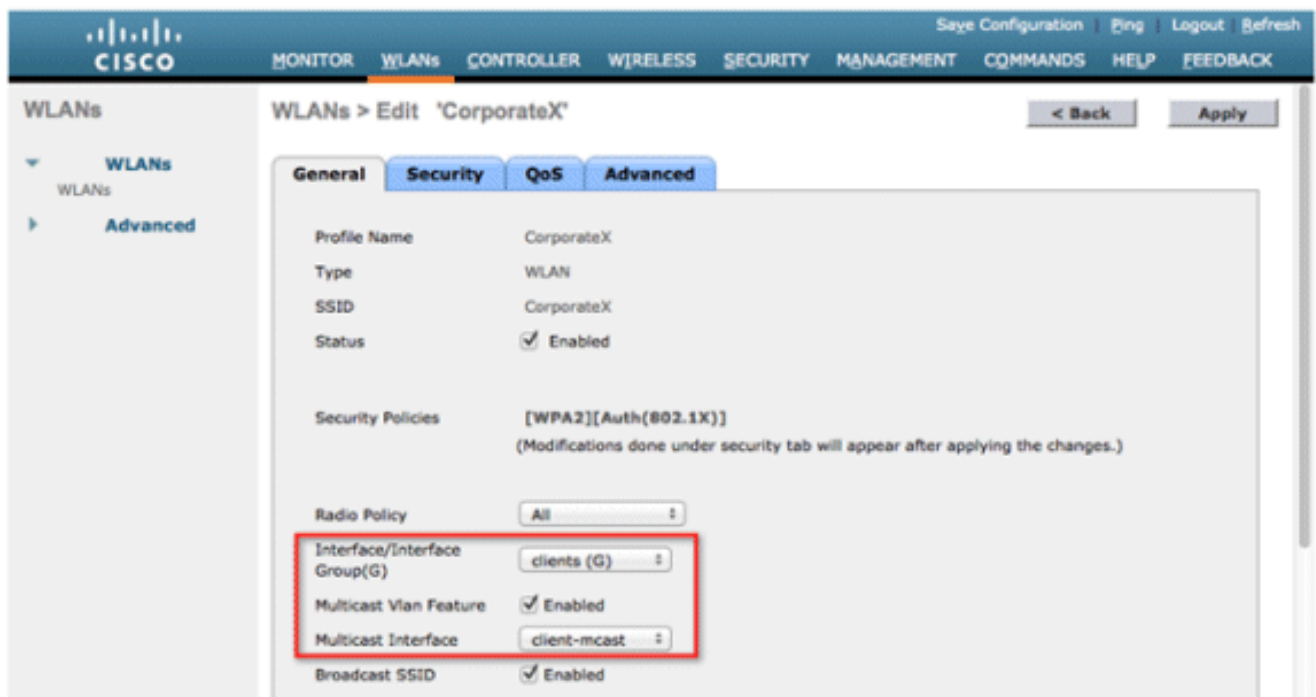 Save Configuration | Ping | Logout | Refresh
CISCO
MONITOR WLANs CONTROLLER WIRELESS SECURITY MANAGEMENT COMMANDS HELP FEEDBACK
WLANs
WLANs > Edit 'CorporateX'
< Back
Apply
WLANs
WLANs
Advanced
General Security QoS Advanced
Profile Name CorporateX
Type WLAN
SSID CorporateX
Status Enabled
Security Policies [WPA2][Auth(802.1X)]
(Modifications done under security tab will appear after applying the changes.)
Radio Policy All
Interface/Interface
Group(G) clients (G)
Multicast Vlan Feature Enabled
Multicast Interface client-mcast
Broadcast SSID Enabled